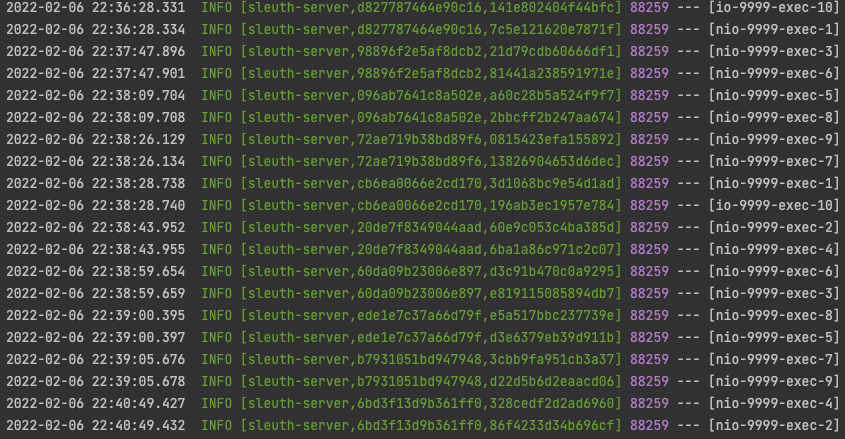 2022-02-06 22:36:28.331 INFO [sleuth-server,d827787464e90c16,141e802404f44bfc] 88259 --- [io-9999-exec-10]
2022-02-06 22:36:28.334 INFO [sleuth-server,d827787464e90c16,7c5e121620e7871f] 88259 --- [nio-9999-exec-1]
2022-02-06 22:37:47.896 INFO [sleuth-server,98896f2e5af8dcb2,21d79cdb60666df1] 88259 --- [nio-9999-exec-3]
2022-02-06 22:37:47.901 INFO [sleuth-server,98896f2e5af8dcb2,81441a238591971e] 88259 --- [nio-9999-exec-6]
2022-02-06 22:38:09.704 INFO [sleuth-server,096ab7641c8a502e,a60c28b5a524f9f7] 88259 --- [nio-9999-exec-5]
2022-02-06 22:38:09.708 INFO [sleuth-server,096ab7641c8a502e,2bbcff2b247aa674] 88259 --- [nio-9999-exec-8]
2022-02-06 22:38:26.129 INFO [sleuth-server,72ae719b38bd89f6,0815423efa155892] 88259 --- [nio-9999-exec-9]
2022-02-06 22:38:26.134 INFO [sleuth-server,72ae719b38bd89f6,13826904653d6dec] 88259 --- [nio-9999-exec-7]
2022-02-06 22:38:28.738 INFO [sleuth-server,cb6ea0066e2cd170,3d1068bc9e54d1ad] 88259 --- [nio-9999-exec-1]
2022-02-06 22:38:28.740 INFO [sleuth-server,cb6ea0066e2cd170,196ab3ec1957e784] 88259 --- [io-9999-exec-10]
2022-02-06 22:38:43.952 INFO [sleuth-server,20de7f8349044aad,60e9c053c4ba385d] 88259 --- [nio-9999-exec-2]
2022-02-06 22:38:43.955 INFO [sleuth-server,20de7f8349044aad,6ba1a86c971c2c07] 88259 --- [nio-9999-exec-4]
2022-02-06 22:38:59.654 INFO [sleuth-server,60da09b23006e897,d3c91b470c0a9295] 88259 --- [nio-9999-exec-6]
2022-02-06 22:38:59.659 INFO [sleuth-server,60da09b23006e897,e819115085894db7] 88259 --- [nio-9999-exec-3]
2022-02-06 22:39:00.395 INFO [sleuth-server,ede1e7c37a66d79f,e5a517bbc237739e] 88259 --- [nio-9999-exec-8]
2022-02-06 22:39:00.397 INFO [sleuth-server,ede1e7c37a66d79f,d3e6379eb39d911b] 88259 --- [nio-9999-exec-5]
2022-02-06 22:39:05.676 INFO [sleuth-server,b7931051bd947948,3cbb9fa951cb3a37] 88259 --- [nio-9999-exec-7]
2022-02-06 22:39:05.678 INFO [sleuth-server,b7931051bd947948,d22d5b6d2eaacd06] 88259 --- [nio-9999-exec-9]
2022-02-06 22:40:49.427 INFO [sleuth-server,6bd3f13d9b361ff0,328cedf2d2ad6960] 88259 --- [nio-9999-exec-4]
2022-02-06 22:40:49.432 INFO [sleuth-server,6bd3f13d9b361ff0,86f4233d34b696cf] 88259 --- [nio-9999-exec-2]